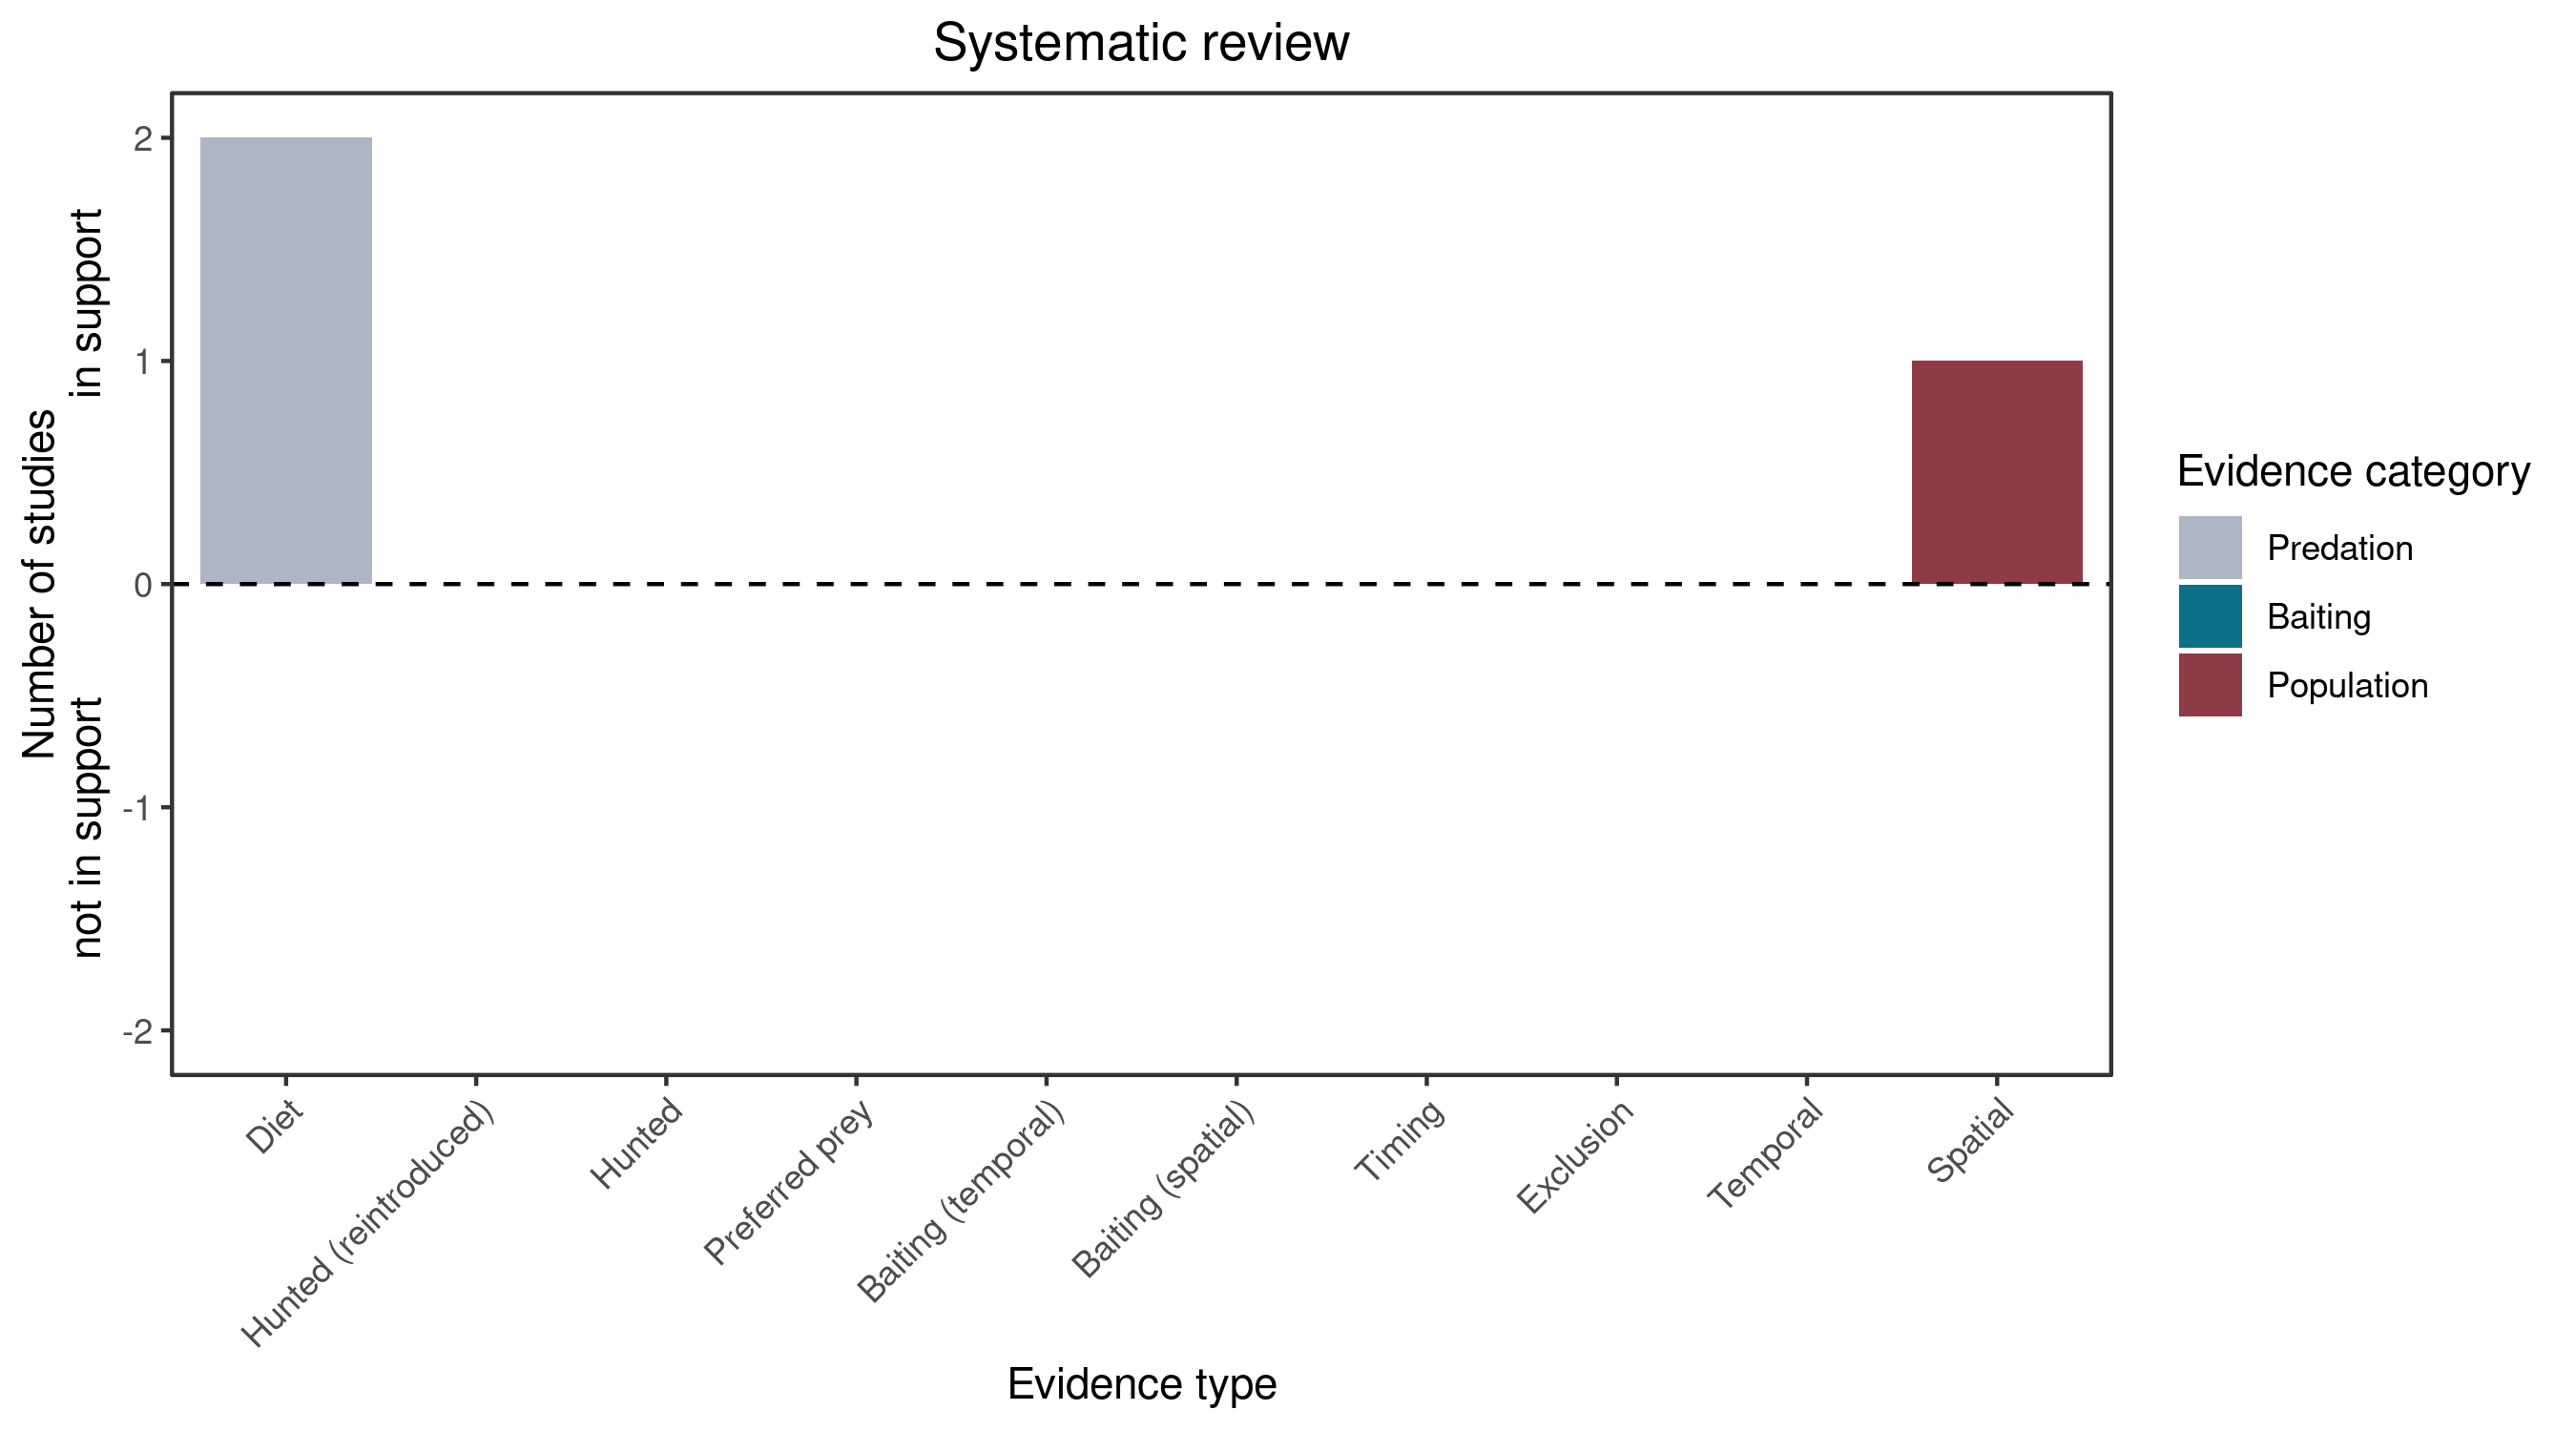 Systematic review
Number of studies
in support
not in support
2
1
0
-1
-2
Diet
Hunted (reintroduced)
Hunted
Preferred prey
Baiting (temporal)
Baiting (spatial)
Timing
Exclusion
Temporal
Spatial
Evidence type
Evidence category
Predation
Baiting
Population